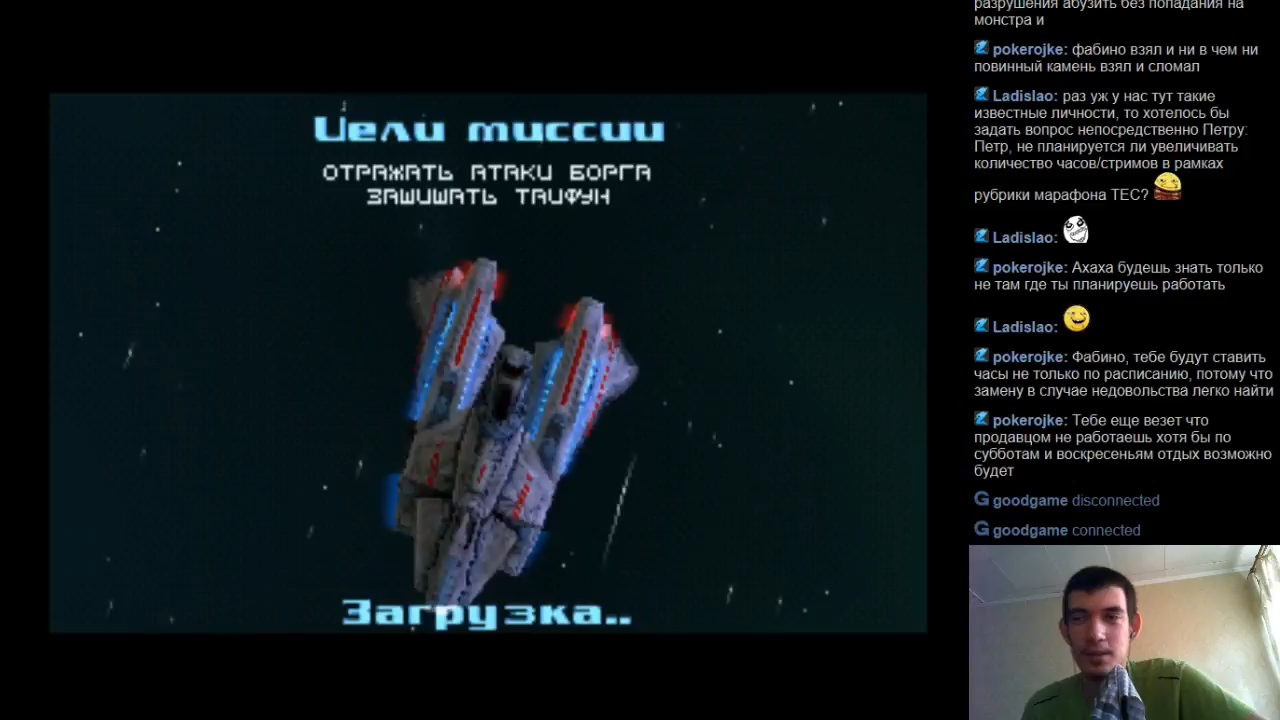 Цели миссии
ОТРАЖАТЬ АТАКИ БОРГА
ЗАЩИЩАТЬ ТАИФУН
Загрузка..
разрушения абузить без попадания на
монстра и
pokerojke: фабино взял и ни в чем ни
повинный камень взял и сломал
Ladislao: раз уж у нас тут такие
известные личности, то хотелось бы
задать вопрос непосредственно Петру:
Петр, не планируется ли увеличивать
количество часов/стримов в рамках
рубрики марафона ТЕС?
Ladislao:
pokerojke: Ахаха будешь знать только
не там где ты планируешь работать
Ladislao:
pokerojke: Фабино, тебе будут ставить
часы не только по расписанию, потому что
замену в случае недовольства легко найти
pokerojke: Тебе еще везет что
продавцом не работаешь хотя бы по
субботам и воскресеньям отдых возможно
будет
G goodgame disconnected
G goodgame connected